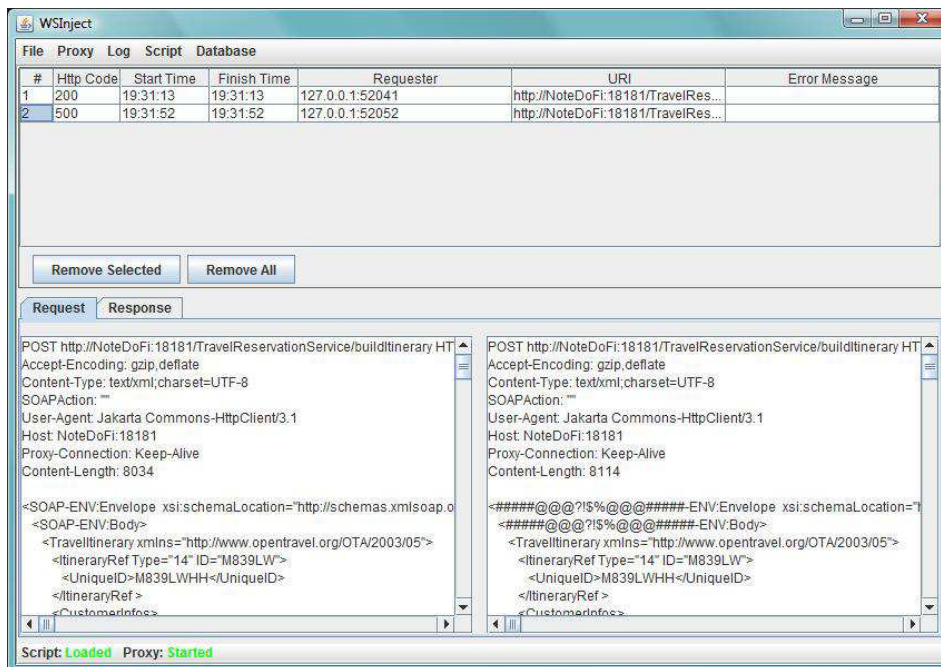 WSInject
File Proxy Log Script Database
# Http Code Start Time Finish Time Requester URI Error Message
1 200 19:31:13 19:31:13 127.0.0.1:52041 http://NoteDoFi:18181/TravelRes...
2 500 19:31:52 19:31:52 127.0.0.1:52052 http://NoteDoFi:18181/TravelRes...
Remove Selected Remove All
Request Response
POST http://NoteDoFi:18181/TravelReservationService/buildItinerary HT
Accept-Encoding: gzip,deflate
Content-Type: text/xml;charset=UTF-8
SOAPAction: ""
User-Agent: Jakarta Commons-HttpClient/3.1
Host: NoteDoFi:18181
Proxy-Connection: Keep-Alive
Content-Length: 8034
<SOAP-ENV:Envelope xsi:schemaLocation="http://schemas.xmlsoap.o
<SOAP-ENV:Body>
<TravelItinerary xmlns="http://www.opentravel.org/OTA/2003/05">
<ItineraryRef Type="14" ID="M839LW">
<UniqueID>M839LWHH</UniqueID>
</ItineraryRef >
<CustomerInfos>
POST http://NoteDoFi:18181/TravelReservationService/buildItinerary HT
Accept-Encoding: gzip,deflate
Content-Type: text/xml;charset=UTF-8
SOAPAction: ""
User-Agent: Jakarta Commons-HttpClient/3.1
Host: NoteDoFi:18181
Proxy-Connection: Keep-Alive
Content-Length: 8114
<#####@@@?!$%@@@#####-ENV:Envelope xsi:schemaLocation="h
<#####@@@?!$%@@@#####-ENV:Body>
<TravelItinerary xmlns="http://www.opentravel.org/OTA/2003/05">
<ItineraryRef Type="14" ID="M839LW">
<UniqueID>M839LWHH</UniqueID>
</ItineraryRef >
<CustomerInfos>
Script: Loaded Proxy: Started